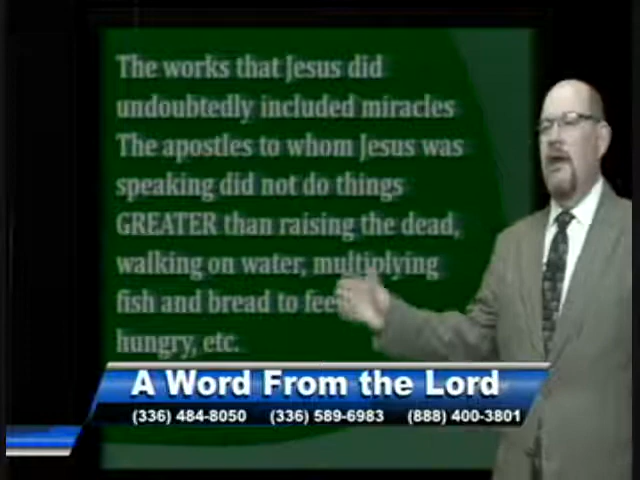 The works that Jesus did
undoubtedly included miracles
The apostles to whom Jesus was
speaking did not do things
GREATER than raising the dead,
walking on water, multiplying
fish and bread to fee
hungry, etc.
A Word From the Lord
(336) 484-8050 (336) 589-6983 (888) 400-3801